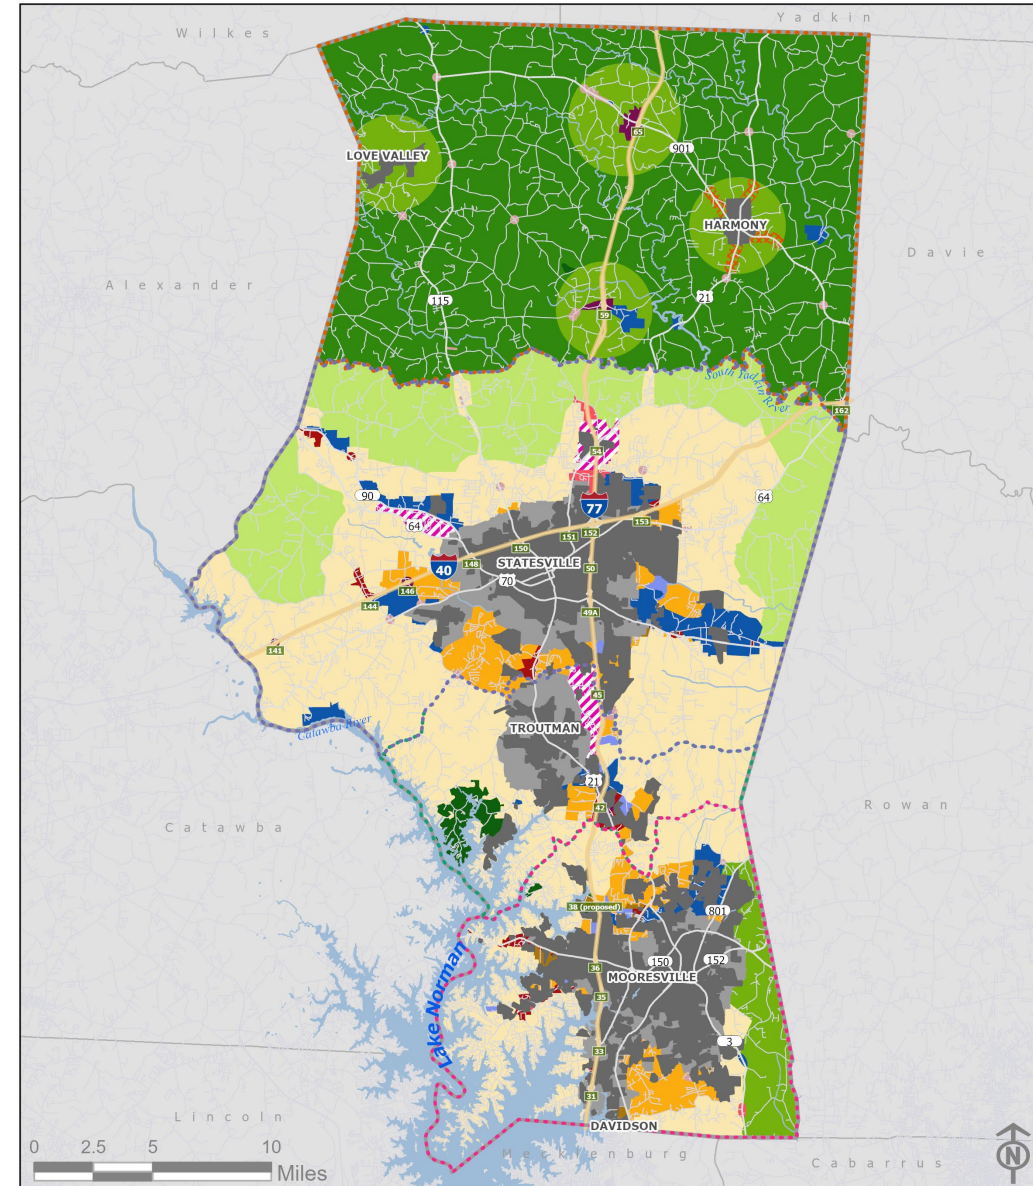 Yadkin
Wilkes
65
LOVE VALLEY
901
HARMONY
Davie
Alexander
115
21
59
South Yadkin River
162
54
90
77
64
64
153
152
151
150
STATESVILLE
40
148
50
70
146
144
49A
141
45
Catawba River
TROUTMAN
21
42
Rowan
Catawba
38 (proposed)
801
Lake Norman
150
152
36
MOORESVILLE
35
3
33
31
Lincoln
DAVIDSON
Mecklenburg
Cabarrus
0 2.5 5 10
Miles
N